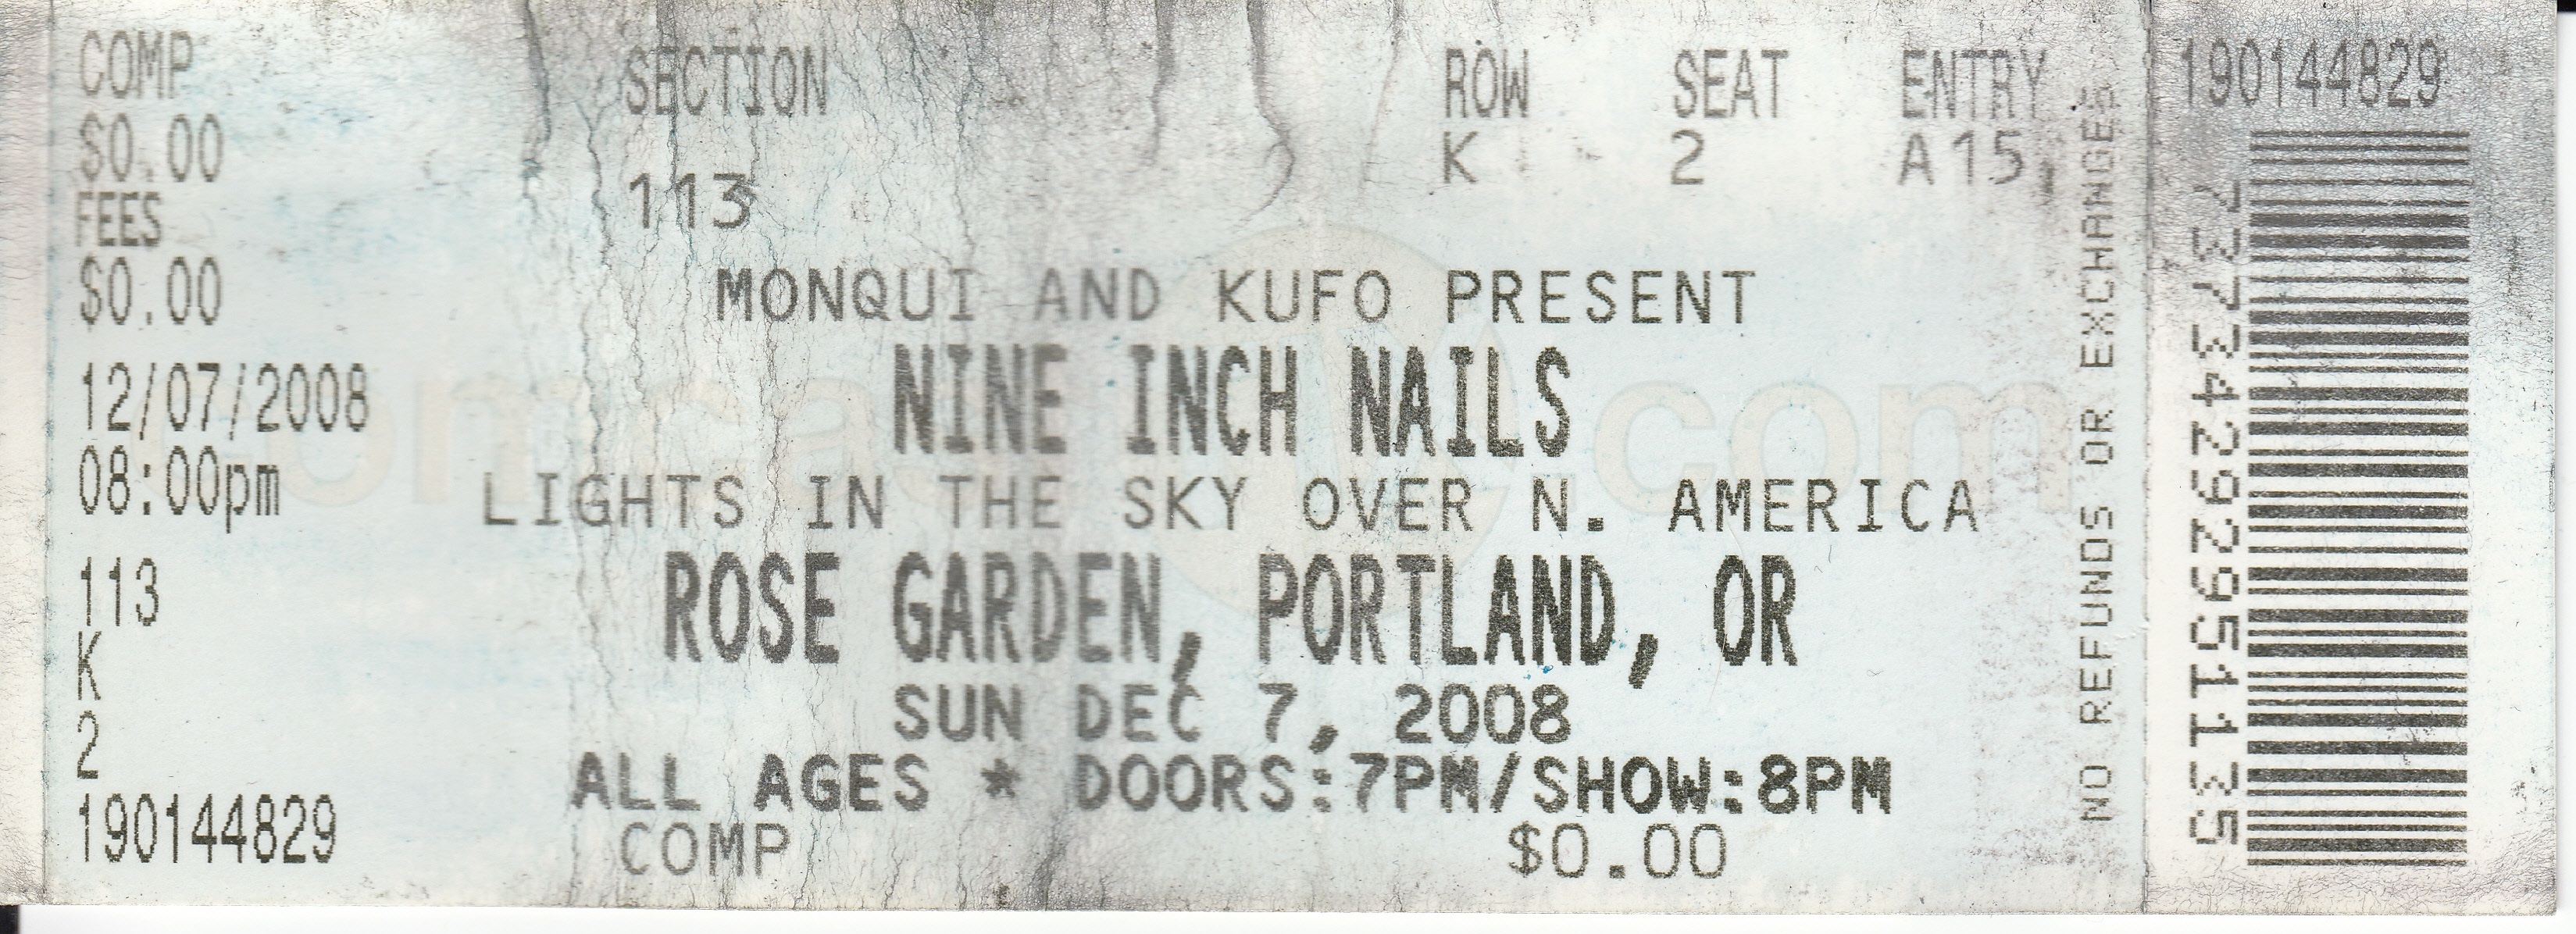 COMP
$0.00
FEES
$0.00
12/07/2008
08:00pm
113
K
2
190144829
SECTION
113
ROW
K
SEAT
2
ENTRY
A15
MONQUI AND KUFO PRESENT
NINE INCH NAILS
LIGHTS IN THE SKY OVER N. AMERICA
ROSE GARDEN, PORTLAND, OR
SUN DEC 7, 2008
ALL AGES * DOORS:7PM/SHOW:8PM
COMP $0.00
NO REFUNDS OR EXCHANGES
190144829
737342929551135
.com